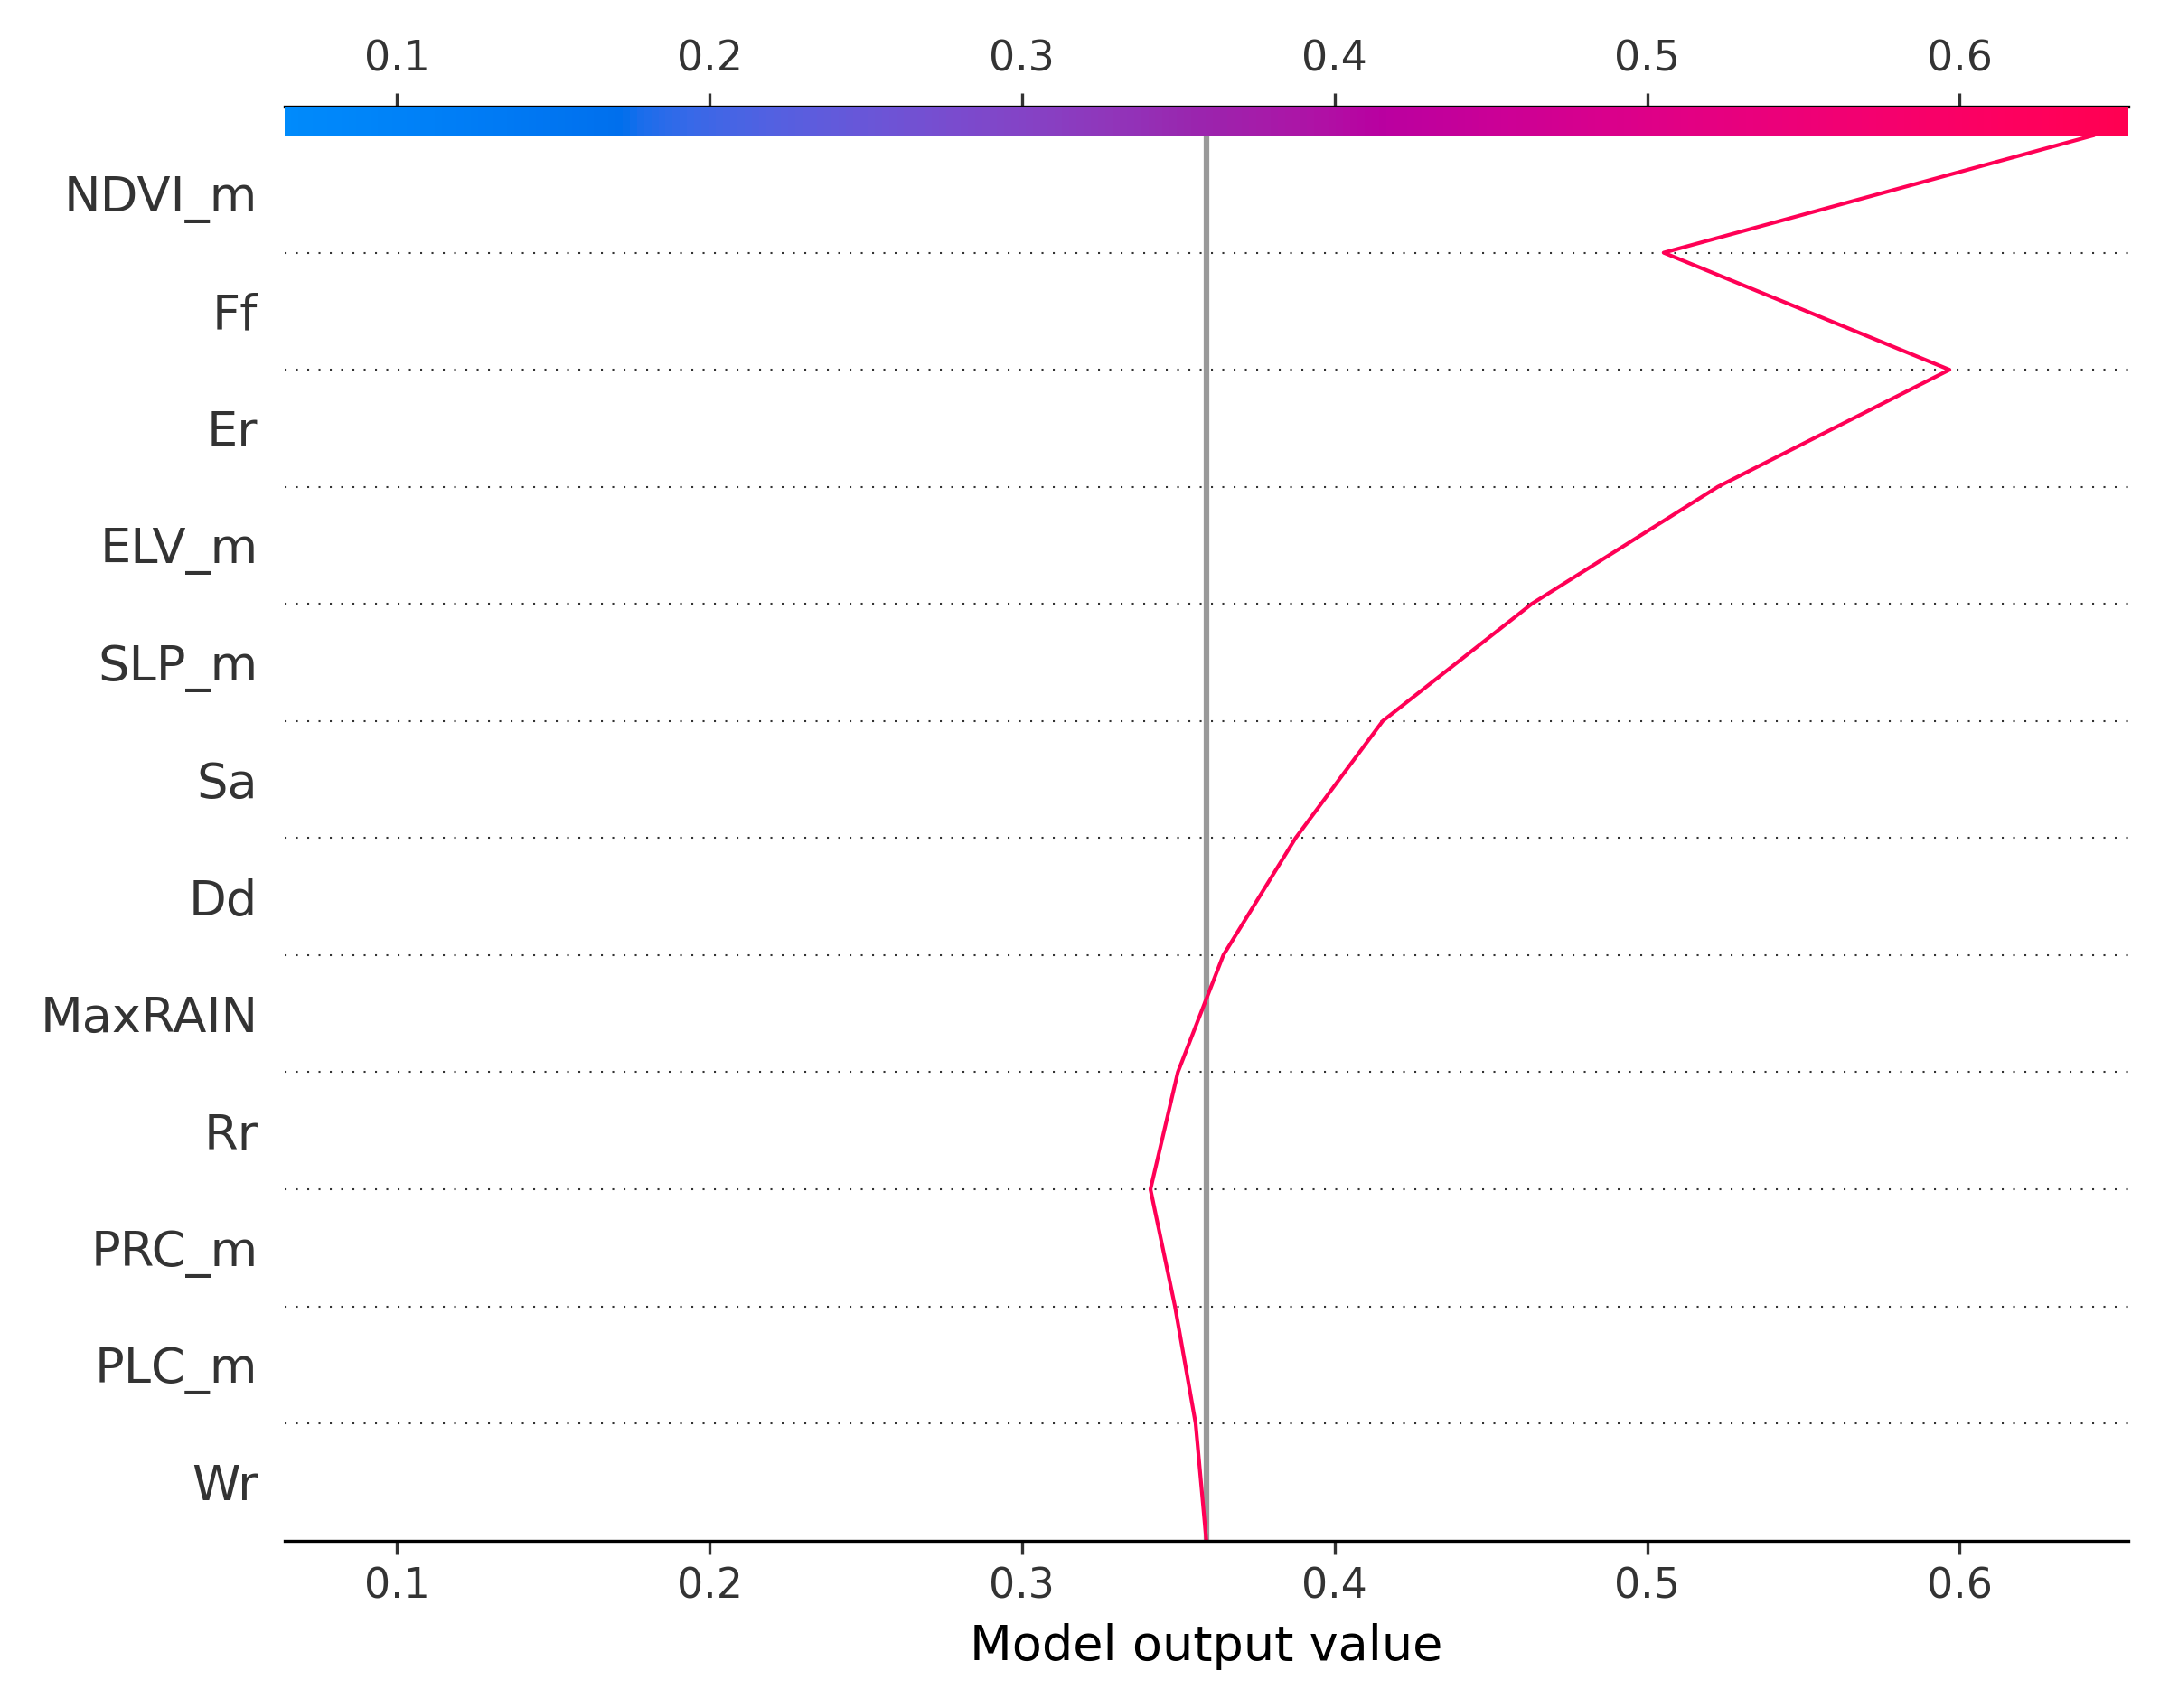 0.1 0.2 0.3 0.4 0.5 0.6
NDVI_m
Ff
Er
ELV_m
SLP_m
Sa
Dd
MaxRAIN
Rr
PRC_m
PLC_m
Wr
0.1 0.2 0.3 0.4 0.5 0.6
Model output value